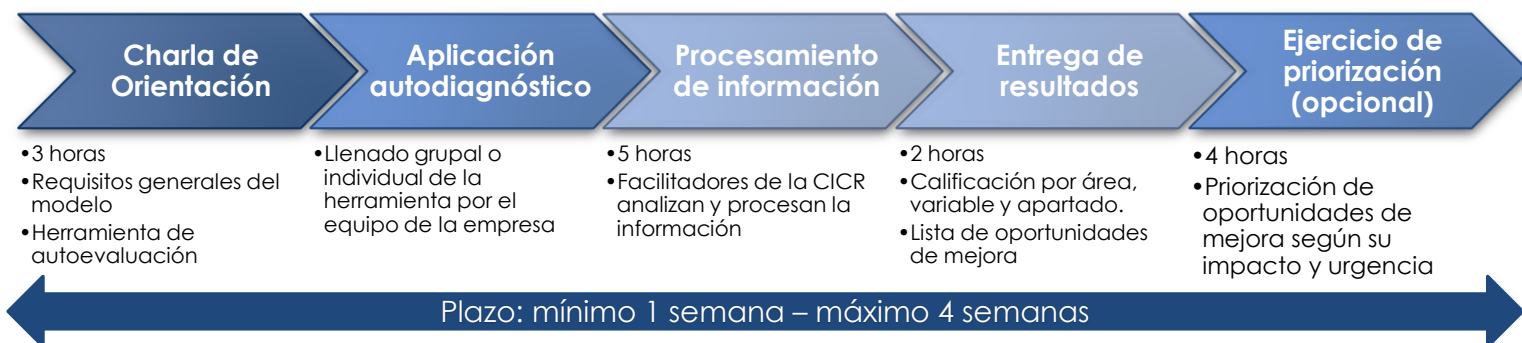 Charla de
Orientación
Aplicación
autodiagnóstico
Procesamiento
de información
Entrega de
resultados
Ejercicio de
priorización
(opcional)
•3 horas
•Requisitos generales del
modelo
•Herramienta de
autoevaluación
•Llenado grupal o
individual de la
herramienta por el
equipo de la empresa
•5 horas
•Facilitadores de la CICR
analizan y procesan la
información
•2 horas
•Calificación por área,
variable y apartado.
•Lista de oportunidades
de mejora
•4 horas
•Priorización de
oportunidades de
mejora según su
impacto y urgencia
Plazo: mínimo 1 semana – máximo 4 semanas